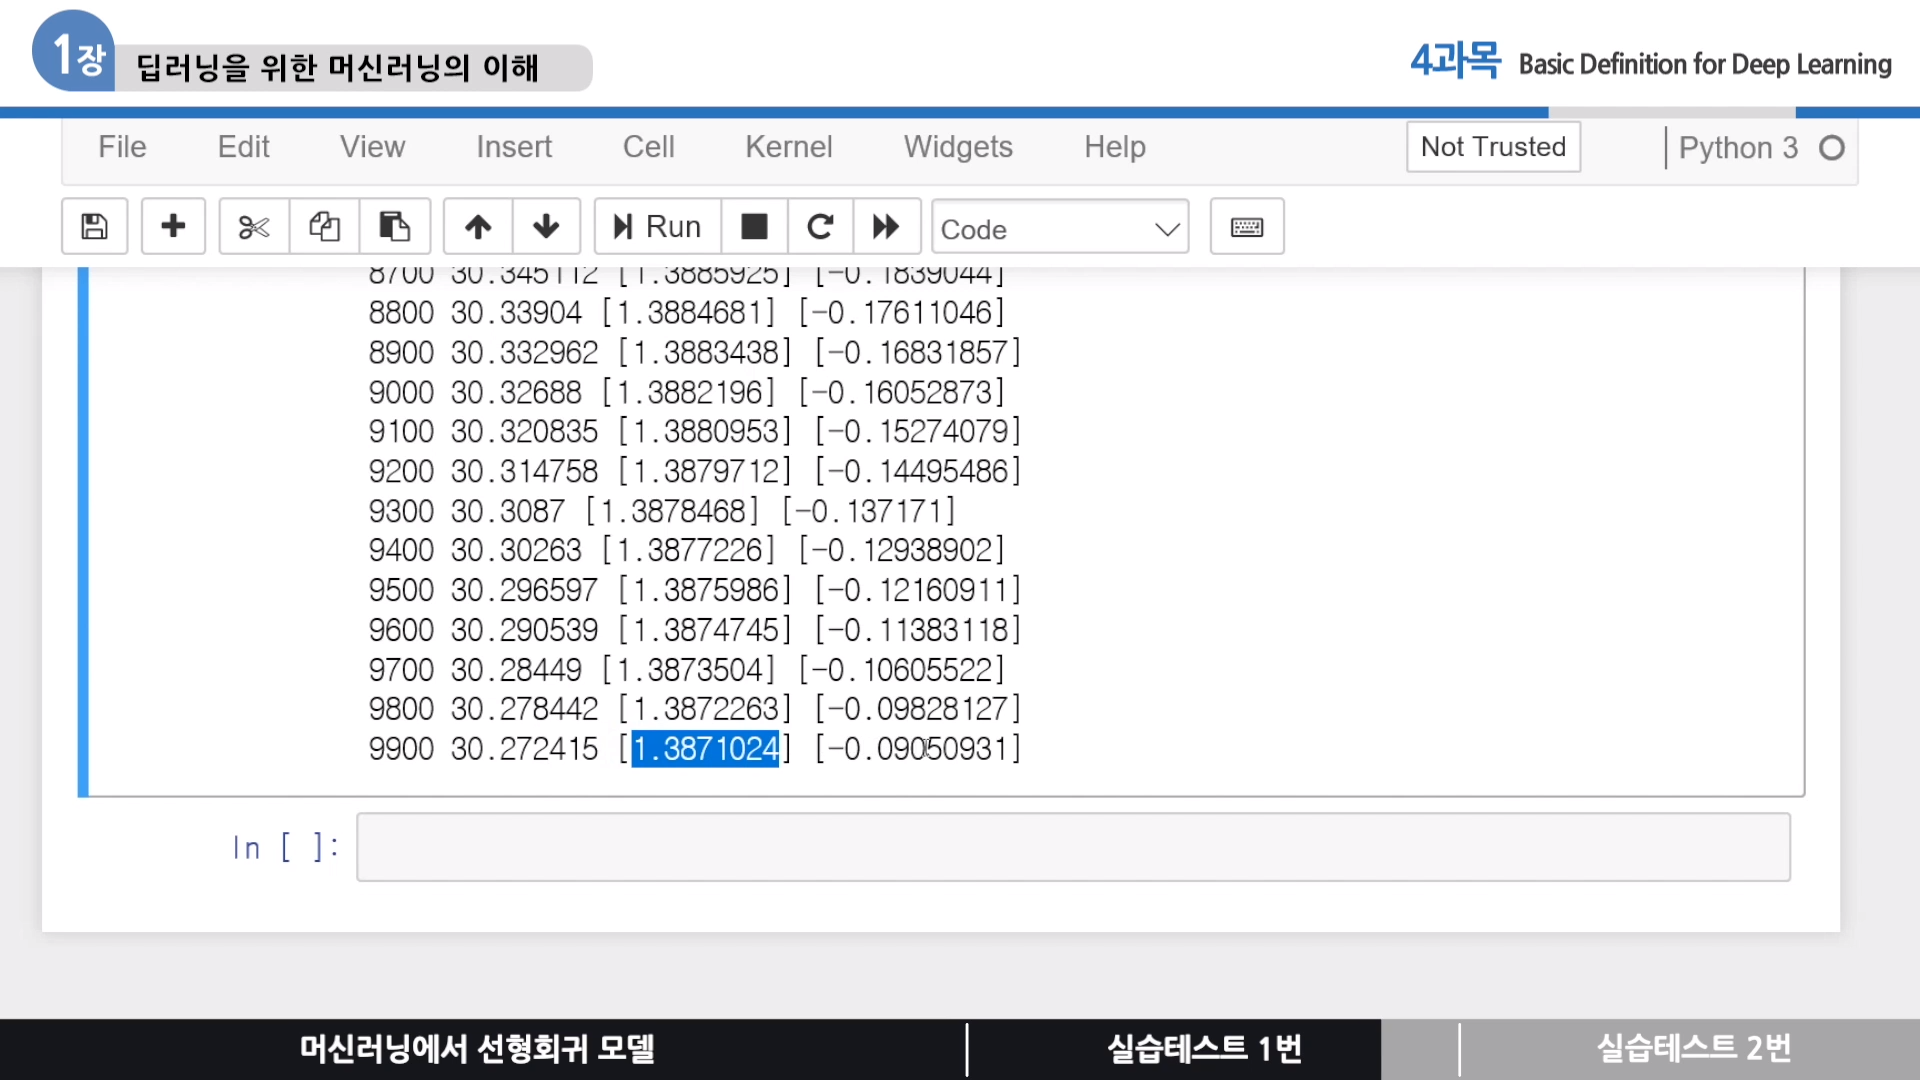 1장 딥러닝을 위한 머신러닝의 이해
4과목 Basic Definition for Deep Learning
File Edit View Insert Cell Kernel Widgets Help Not Trusted Python 3
Run Code
8700 30.345112 [1.3885925] [-0.1839044]
8800 30.33904 [1.3884681] [-0.17611046]
8900 30.332962 [1.3883438] [-0.16831857]
9000 30.32688 [1.3882196] [-0.16052873]
9100 30.320835 [1.3880953] [-0.15274079]
9200 30.314758 [1.3879712] [-0.14495486]
9300 30.3087 [1.3878468] [-0.137171]
9400 30.30263 [1.3877226] [-0.12938902]
9500 30.296597 [1.3875986] [-0.12160911]
9600 30.290539 [1.3874745] [-0.11383118]
9700 30.28449 [1.3873504] [-0.10605522]
9800 30.278442 [1.3872263] [-0.09828127]
9900 30.272415 [1.3871024] [-0.09050931]
In [ ]:
머신러닝에서 선형회귀 모델 실습테스트 1번 실습테스트 2번